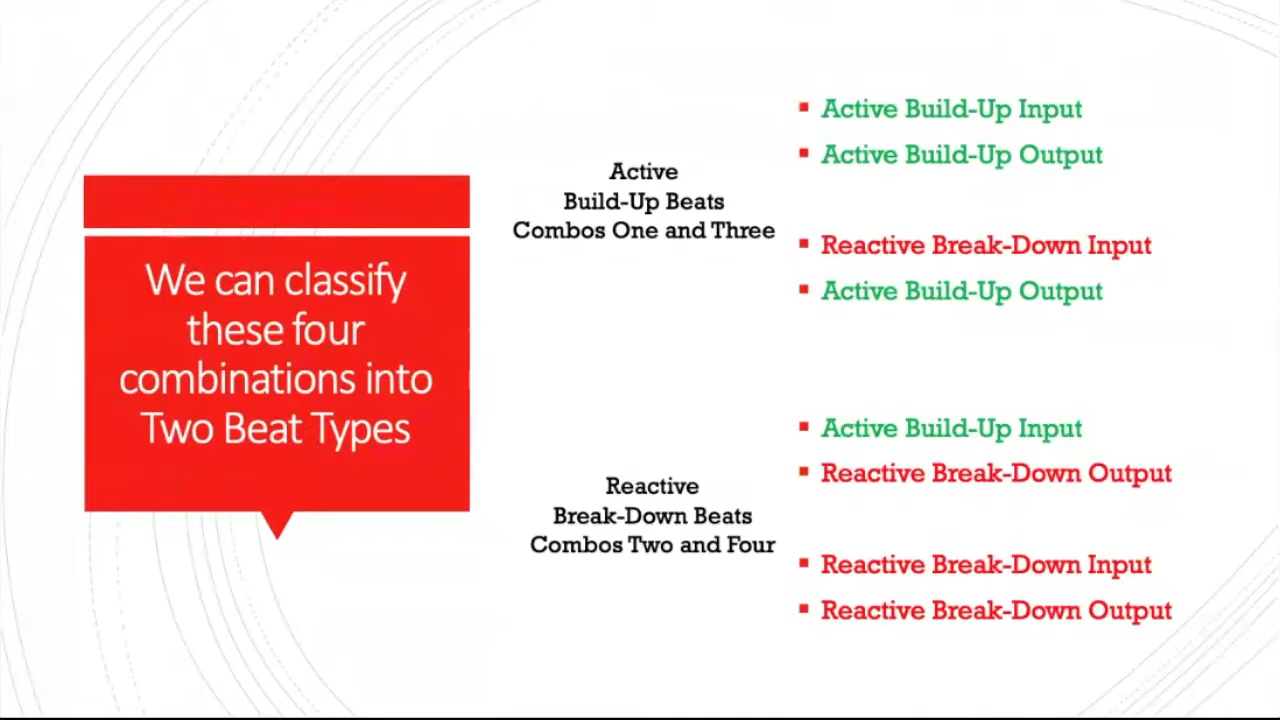 We can classify
these four
combinations into
Two Beat Types
Active
Build-Up Beats
Combos One and Three
Active Build-Up Input
Active Build-Up Output
Reactive Break-Down Input
Active Build-Up Output
Reactive
Break-Down Beats
Combos Two and Four
Active Build-Up Input
Reactive Break-Down Output
Reactive Break-Down Input
Reactive Break-Down Output